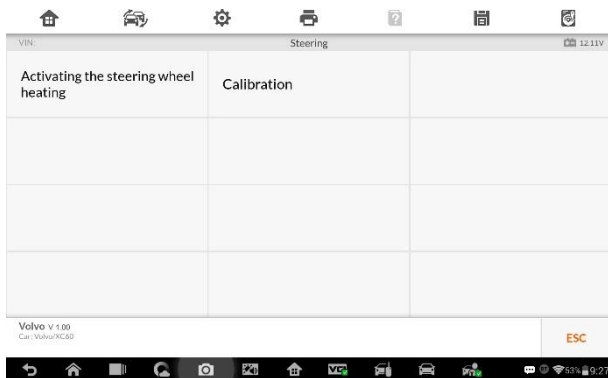 VIN:
Steering
12.11V
Activating the steering wheel
heating
Calibration
Volvo V 1.00
Car: Volvo/XC60
ESC
VCI
53%
9:27